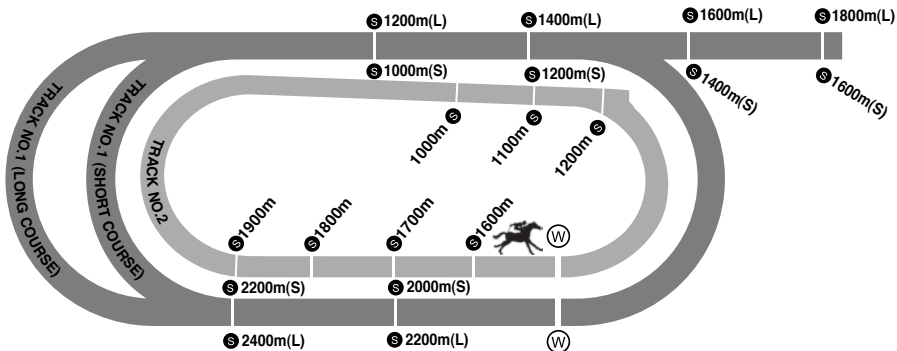 S 1200m(L)
S 1400m(L)
S 1600m(L)
S 1800m(L)
S 1000m(S)
S 1200m(S)
S 1400m(S)
S 1600m(S)
1000m S
1100m S
1200m S
TRACK NO.1 (LONG COURSE)
TRACK NO.1 (SHORT COURSE)
TRACK NO.2
S 1900m
S 1800m
S 1700m
S 1600m
W
S 2200m(S)
S 2000m(S)
S 2400m(L)
S 2200m(L)
W